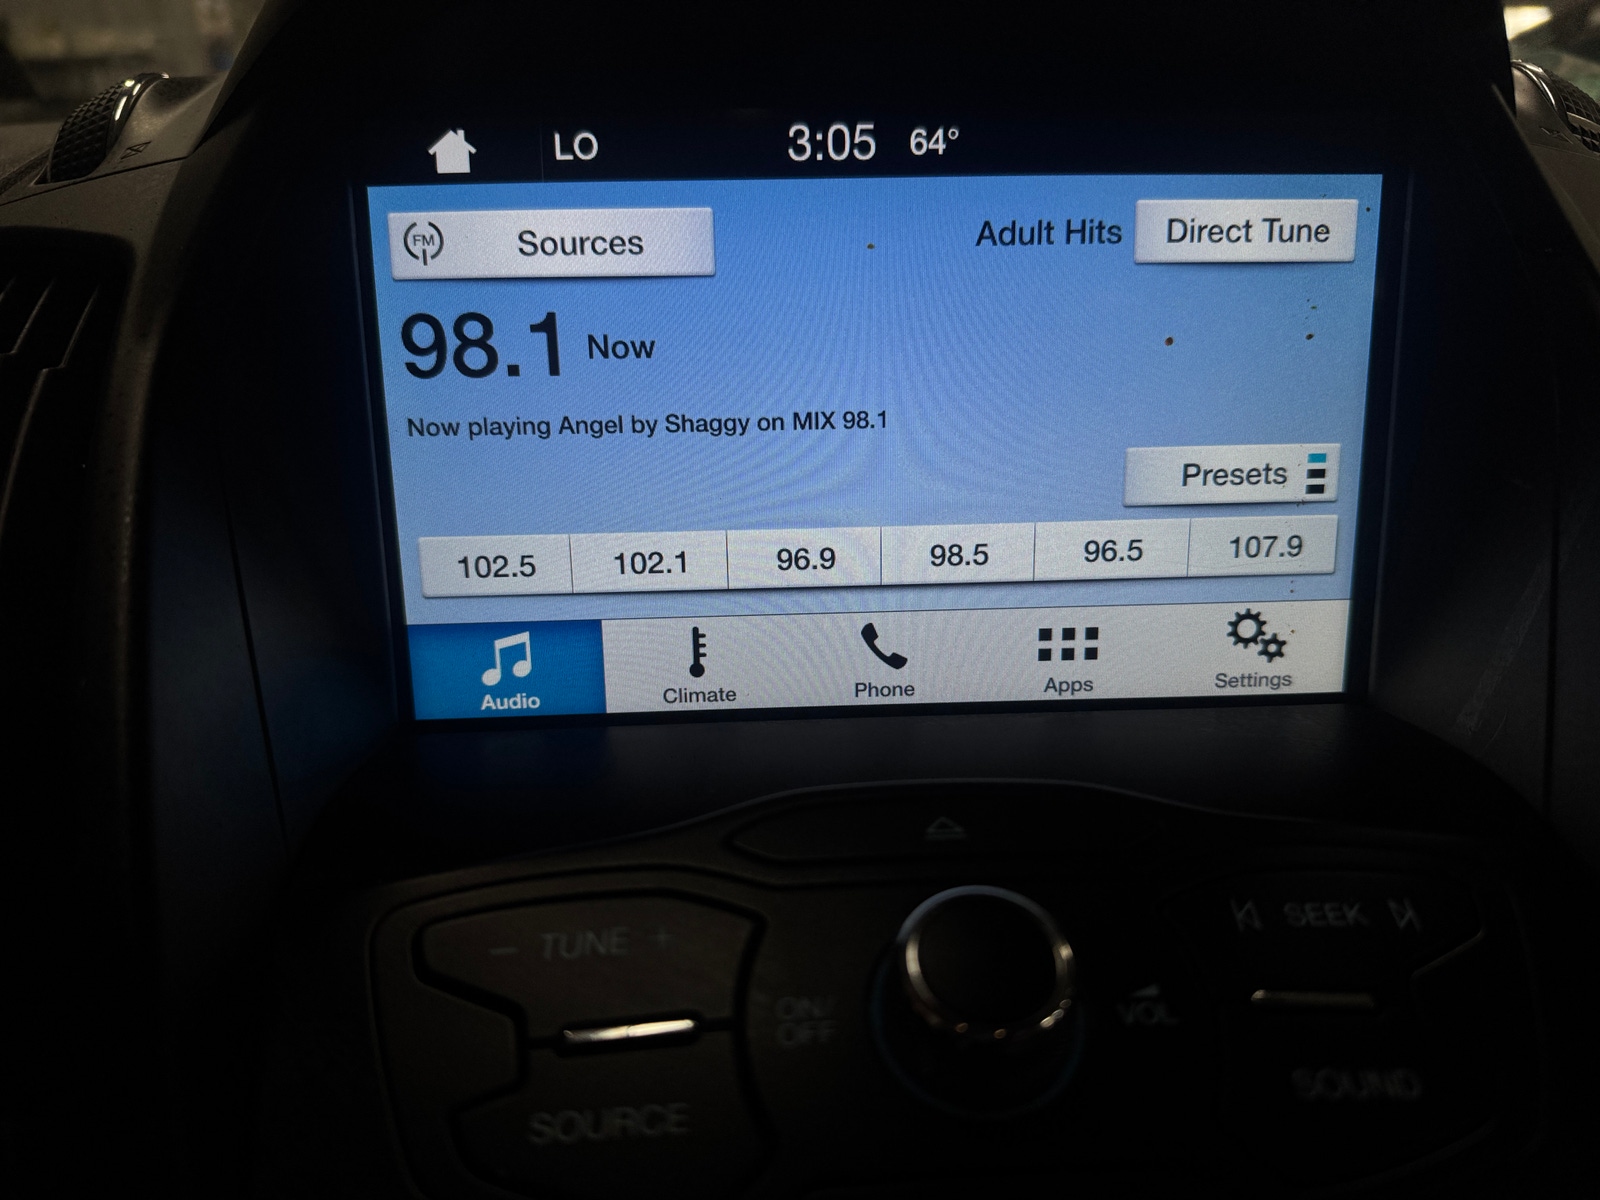 LO 3:05 64°
FM Sources Adult Hits Direct Tune
98.1 Now
Now playing Angel by Shaggy on MIX 98.1
Presets
102.5 102.1 96.9 98.5 96.5 107.9
Audio Climate Phone Apps Settings
- TUNE + SEEK
ON/
OFF
VOL
SOUND
SOURCE